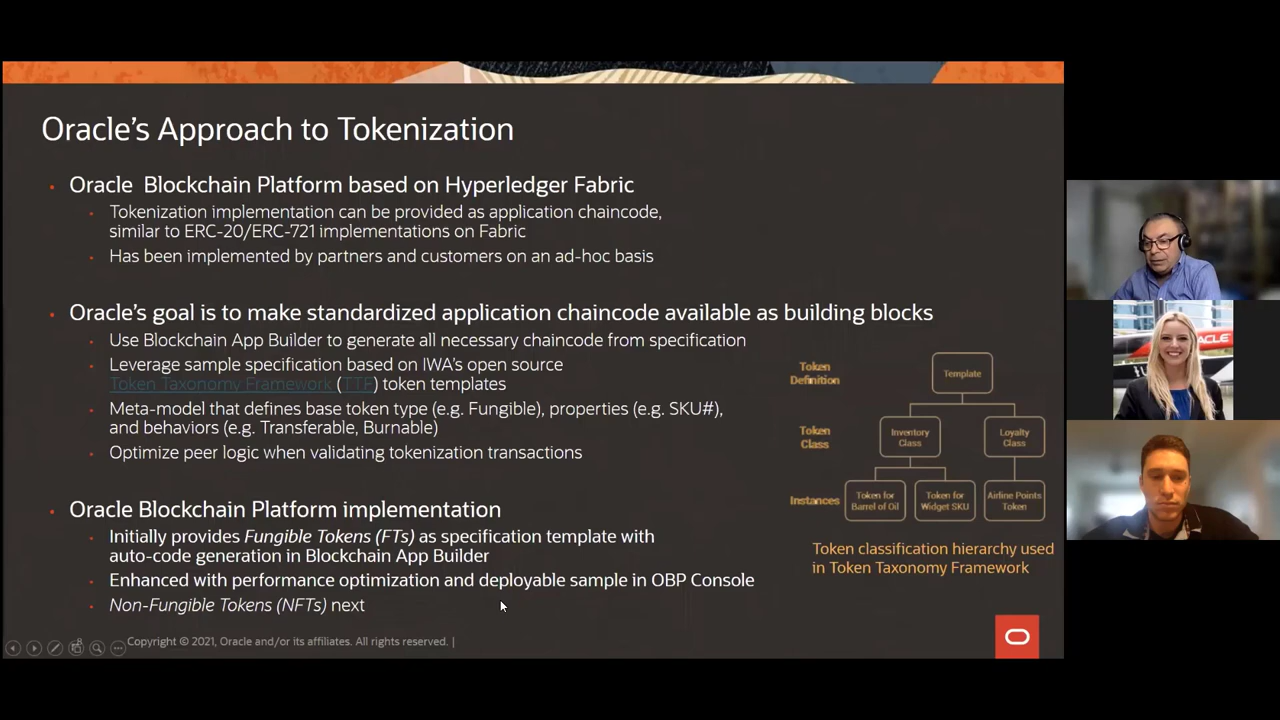 Oracle's Approach to Tokenization
• Oracle Blockchain Platform based on Hyperledger Fabric
• Tokenization implementation can be provided as application chaincode,
similar to ERC-20/ERC-721 implementations on Fabric
• Has been implemented by partners and customers on an ad-hoc basis
• Oracle's goal is to make standardized application chaincode available as building blocks
• Use Blockchain App Builder to generate all necessary chaincode from specification
• Leverage sample specification based on IWA's open source
Token Taxonomy Framework (TTF) token templates
• Meta-model that defines base token type (e.g. Fungible), properties (e.g. SKU#),
and behaviors (e.g. Transferable, Burnable)
• Optimize peer logic when validating tokenization transactions
• Oracle Blockchain Platform implementation
• Initially provides Fungible Tokens (FTs) as specification template with
auto-code generation in Blockchain App Builder
• Enhanced with performance optimization and deployable sample in OBP Console
• Non-Fungible Tokens (NFTs) next
Token
Definition
Template
Token
Class
Inventory
Class
Loyalty
Class
Instances
Token for
Barrel of Oil
Token for
Widget SKU
Airline Points
Token
Token classification hierarchy used
in Token Taxonomy Framework
8
Copyright © 2021, Oracle and/or its affiliates. All rights reserved. |
ORACLE